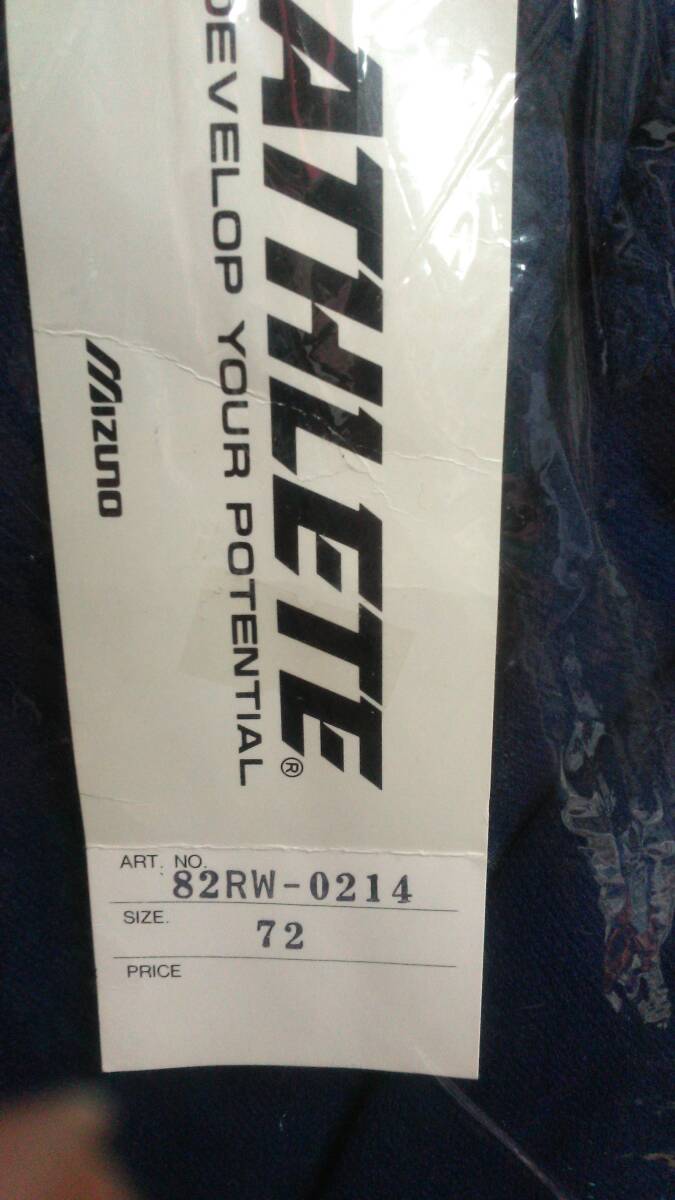 ATHLETE®
DEVELOP YOUR POTENTIAL
Mizuno
ART. NO.
82RW-0214
SIZE.
72
PRICE